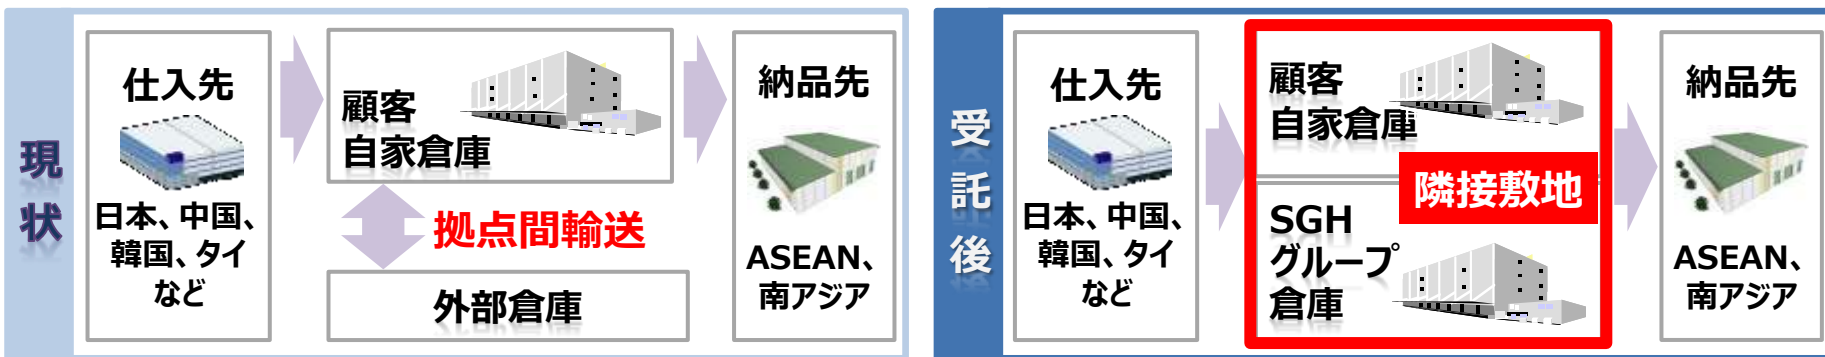 現
状
仕入先
日本、中国、
韓国、タイ
など
顧客
自家倉庫
拠点間輸送
外部倉庫
納品先
ASEAN、
南アジア
受
託
後
仕入先
日本、中国、
韓国、タイ
など
顧客
自家倉庫
隣接敷地
SGH
グループ
倉庫
納品先
ASEAN、
南アジア